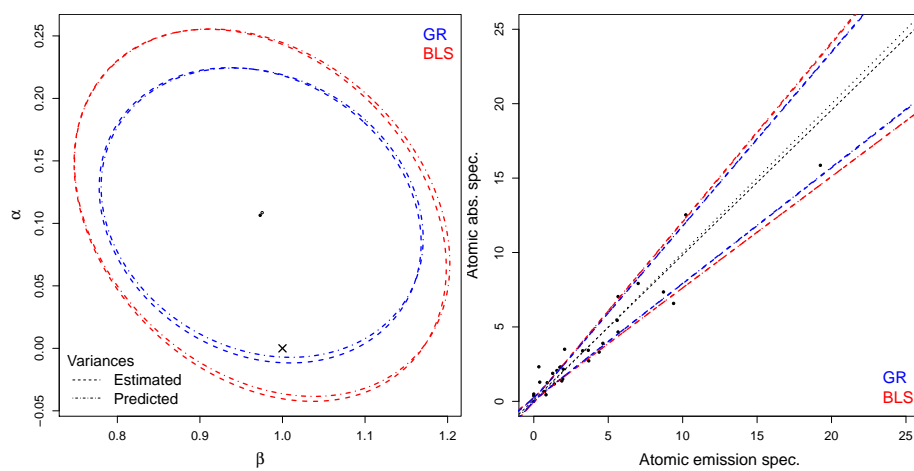 GR
BLS
0.25
0.20
0.15
0.10
0.05
0.00
−0.05
α
Variances
Estimated
Predicted
0.8
0.9
1.0
1.1
1.2
β
25
20
15
10
5
0
Atomic abs. spec.
GR
BLS
0
5
10
15
20
25
Atomic emission spec.